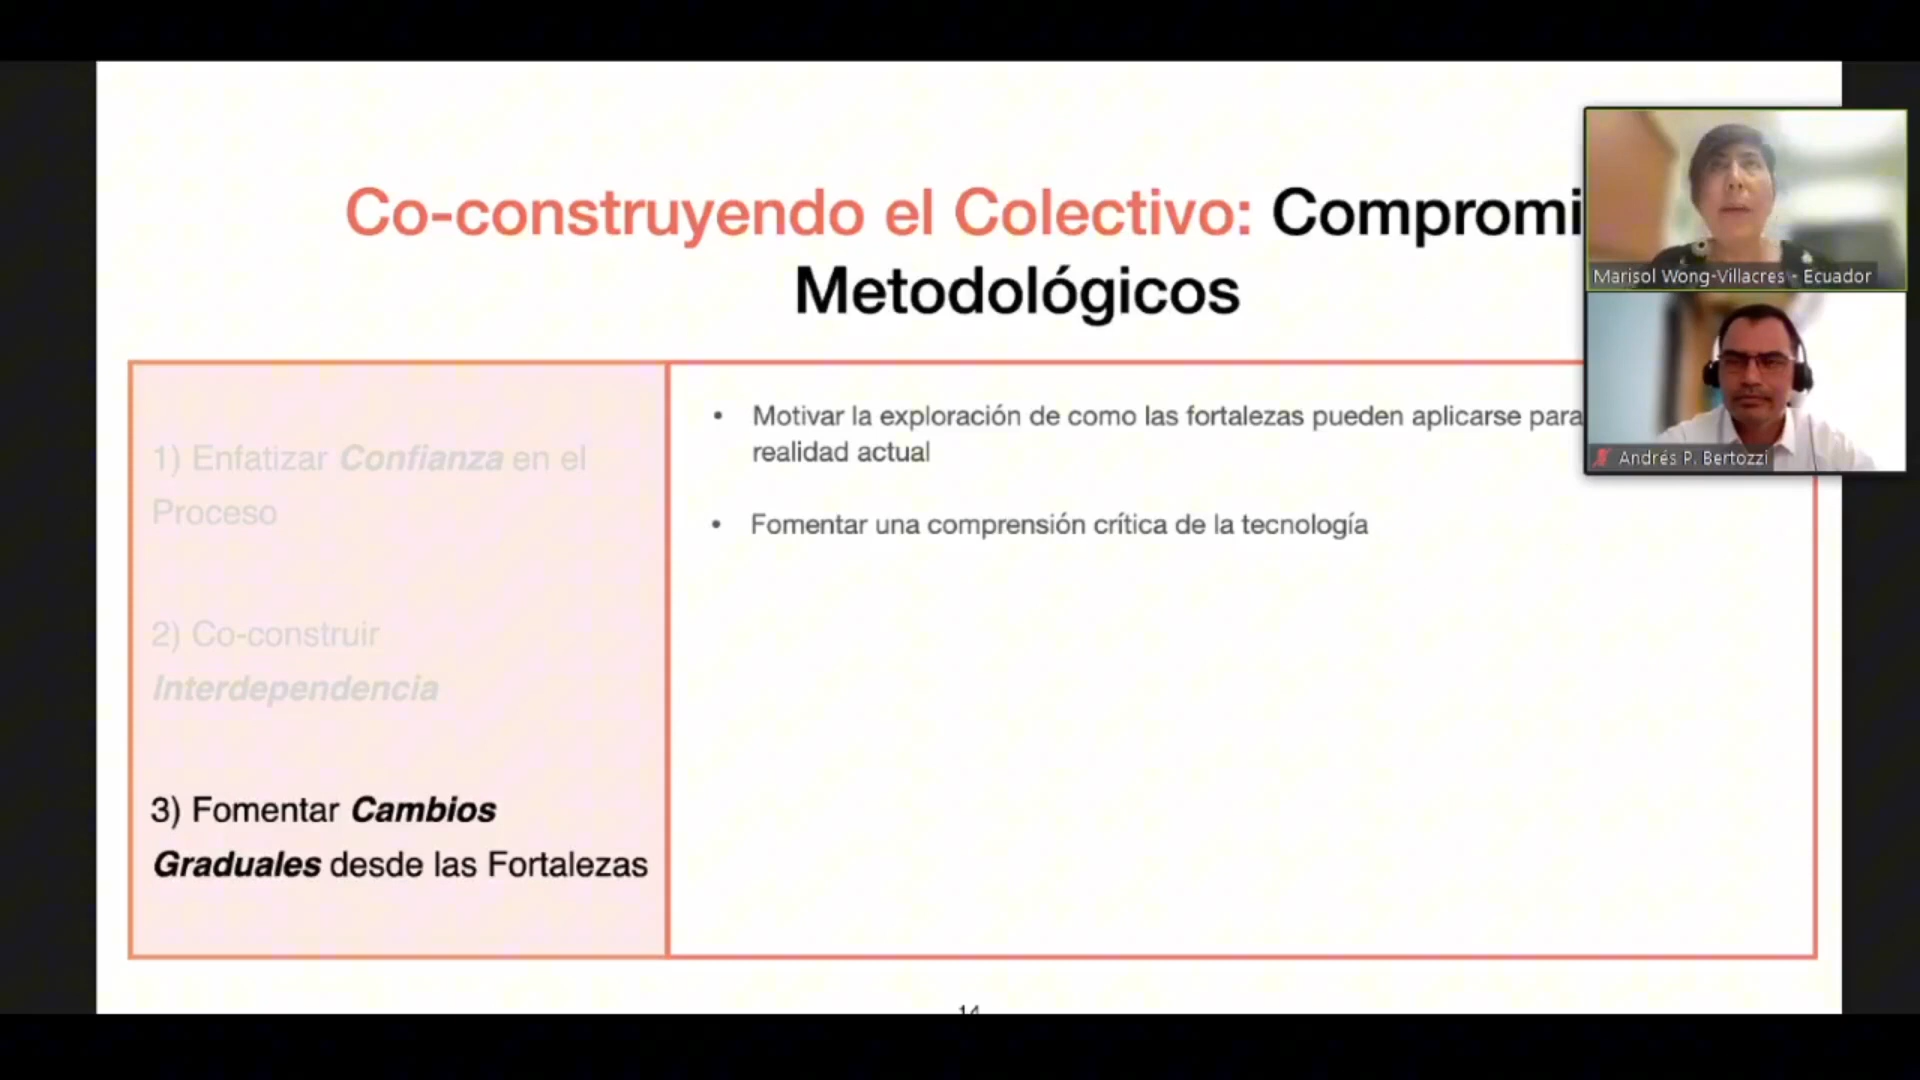 Co-construyendo el Colectivo: Compromi
Metodológicos
1) Enfatizar Confianza en el
Proceso
2) Co-construir
Interdependencia
3) Fomentar Cambios
Graduales desde las Fortalezas
• Motivar la exploración de como las fortalezas pueden aplicarse para
realidad actual
• Fomentar una comprensión crítica de la tecnología
Marisol Wong-Villacres - Ecuador
Andrés P. Bertozzi
14